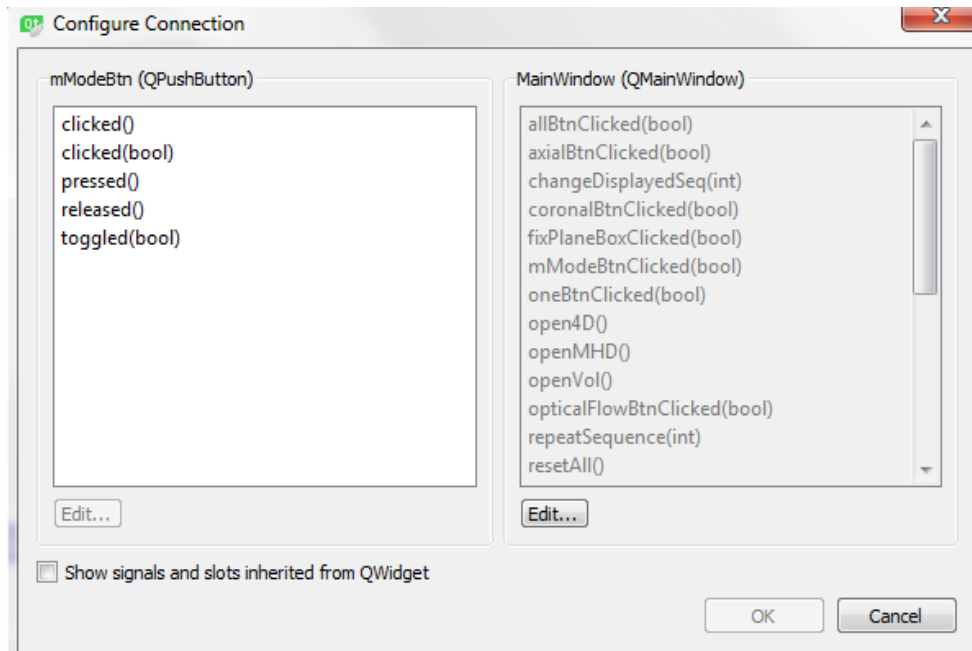 Qt Configure Connection X
mModeBtn (QPushButton)
clicked()
clicked(bool)
pressed()
released()
toggled(bool)
Edit...
MainWindow (QMainWindow)
allBtnClicked(bool)
axialBtnClicked(bool)
changeDisplayedSeq(int)
coronalBtnClicked(bool)
fixPlaneBoxClicked(bool)
mModeBtnClicked(bool)
oneBtnClicked(bool)
open4D()
openMHD()
openVol()
opticalFlowBtnClicked(bool)
repeatSequence(int)
resetAll()
Edit...
Show signals and slots inherited from QWidget
OK Cancel